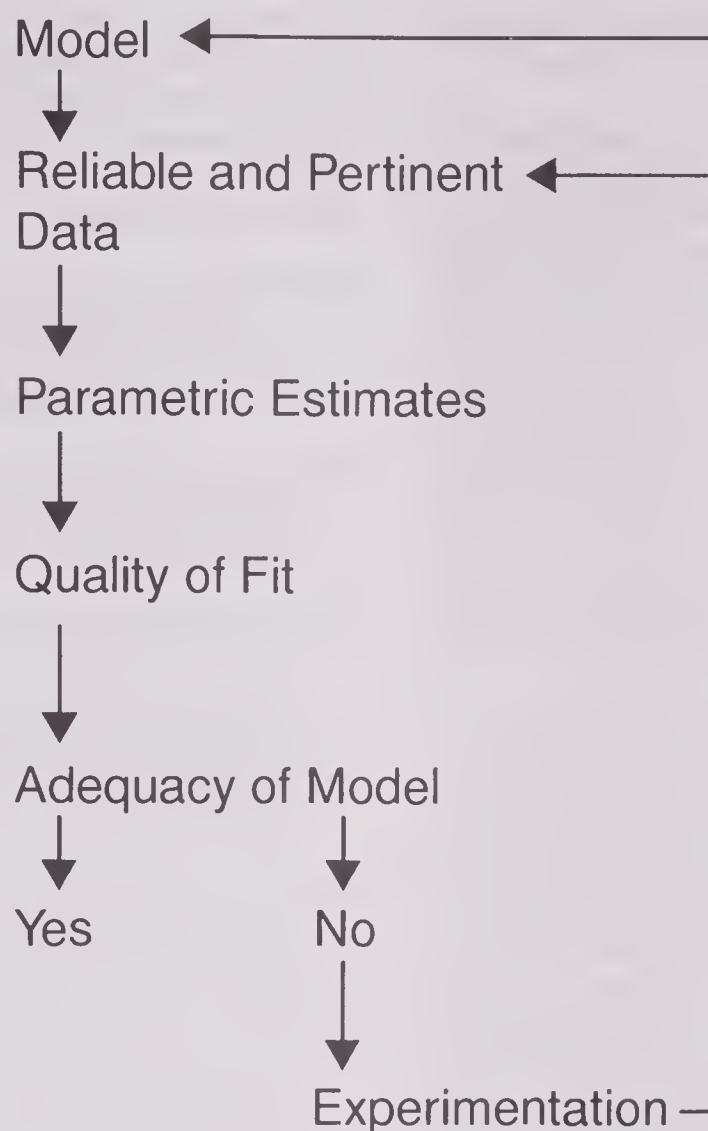 Model
Reliable and Pertinent
Data
Parametric Estimates
Quality of Fit
Adequacy of Model
Yes No
Experimentation